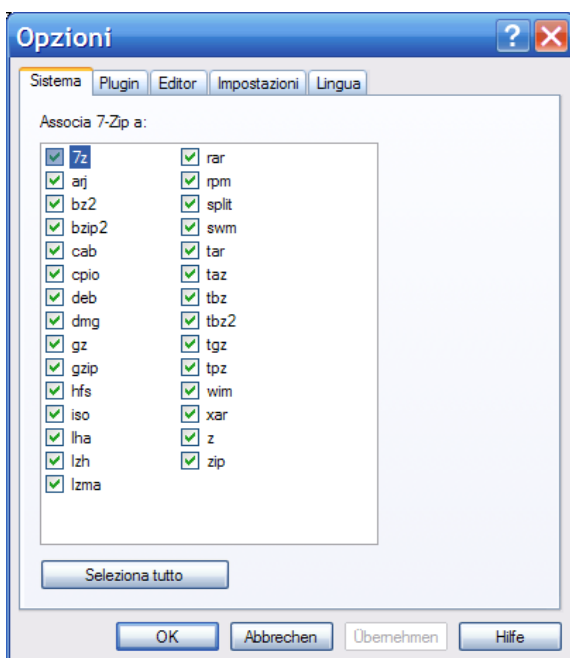 Opzioni
Sistema Plugin Editor Impostazioni Lingua
Associa 7-Zip a:
7z rar
arj rpm
bz2 split
bzip2 swm
cab tar
cpio taz
deb tbz
dmg tbz2
gz tgz
gzip tpz
hfs wim
iso xar
lha z
lzh zip
lzma
Seleziona tutto
OK Abbrechen Übernehmen Hilfe